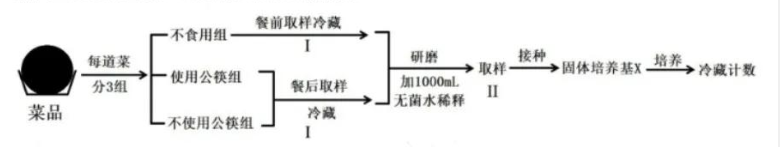 菜品
每道菜
分3组
不食用组
使用公筷组
不使用公筷组
餐前取样冷藏
I
餐后取样
冷藏
I
研磨
加1000mL
无菌水稀释
取样
II
接种
固体培养基X
培养
冷藏计数